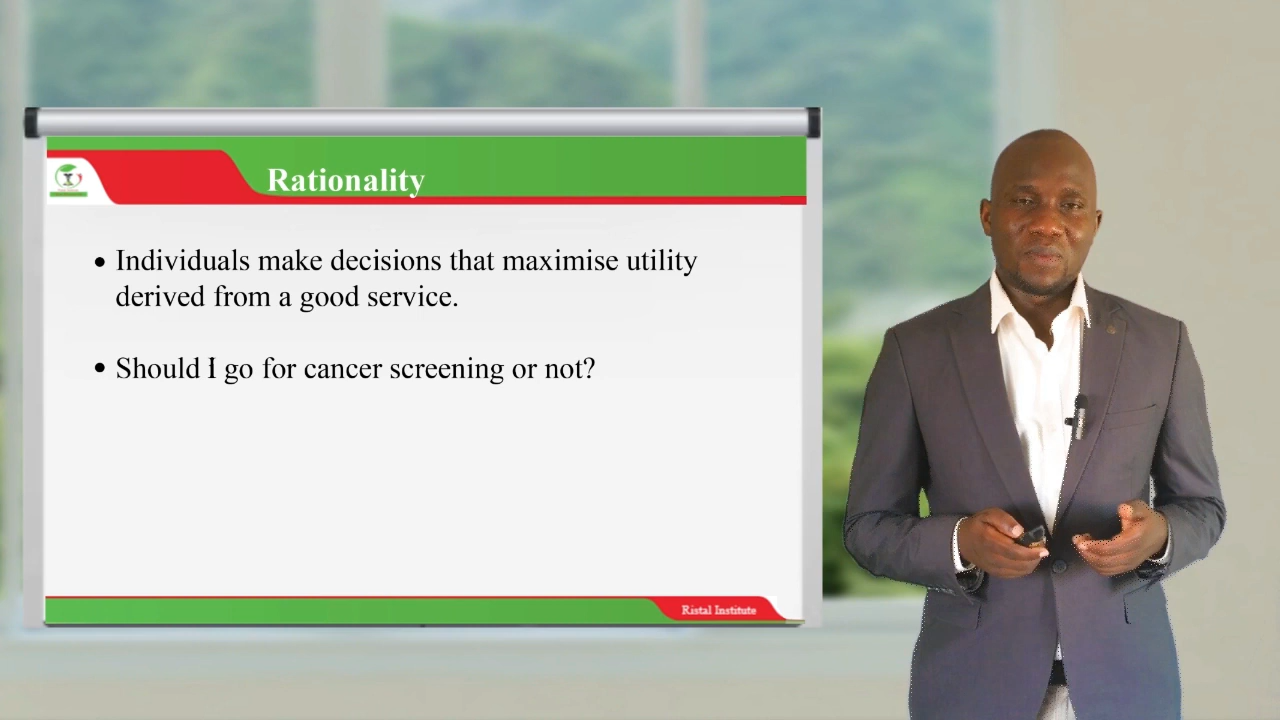 Rationality
• Individuals make decisions that maximise utility
derived from a good service.
• Should I go for cancer screening or not?
Ristal Institute